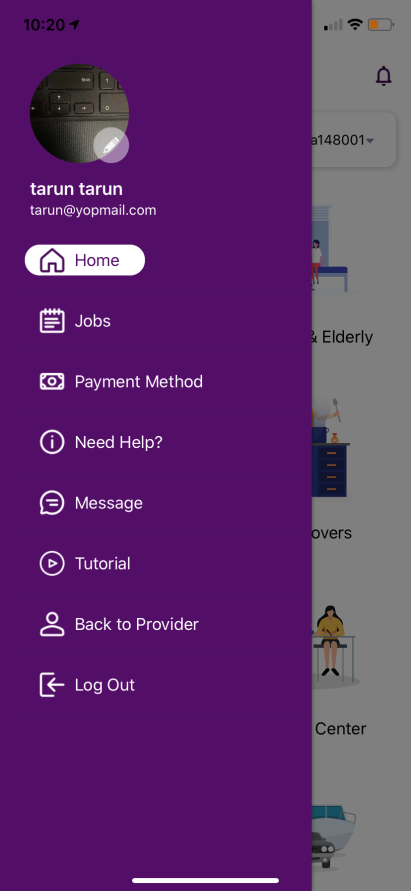 10:20
a148001
tarun tarun
tarun@yopmail.com
Home
Jobs
& Elderly
Payment Method
Need Help?
Message
overs
Tutorial
Back to Provider
Log Out
Center